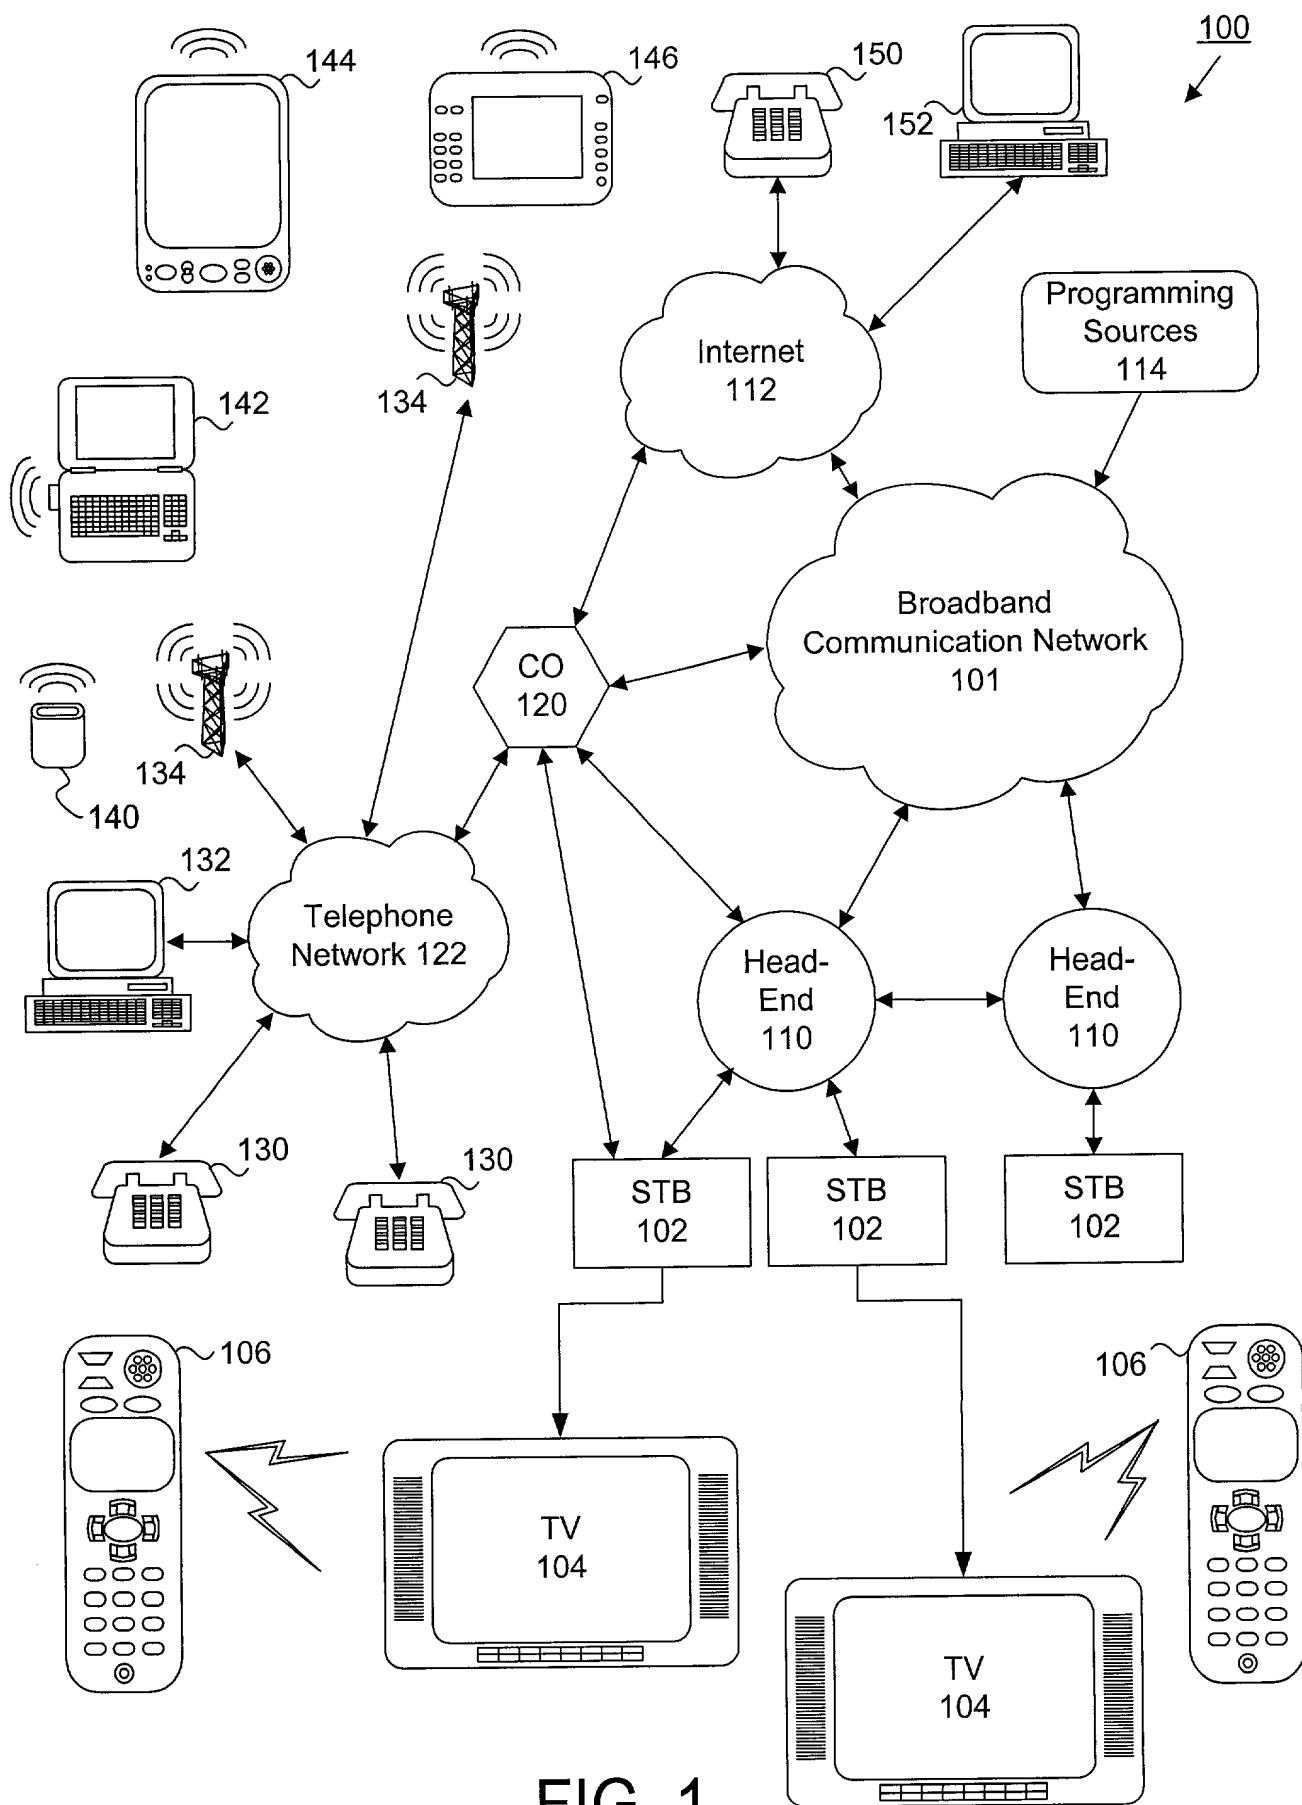 100
144
146
150
152
Programming
Sources
114
Internet
112
134
142
Broadband
Communication Network
101
CO
120
134
140
132
Telephone
Network 122
Head-
End
110
Head-
End
110
130
130
STB
102
STB
102
STB
102
106
106
TV
104
TV
104
FIG. 1